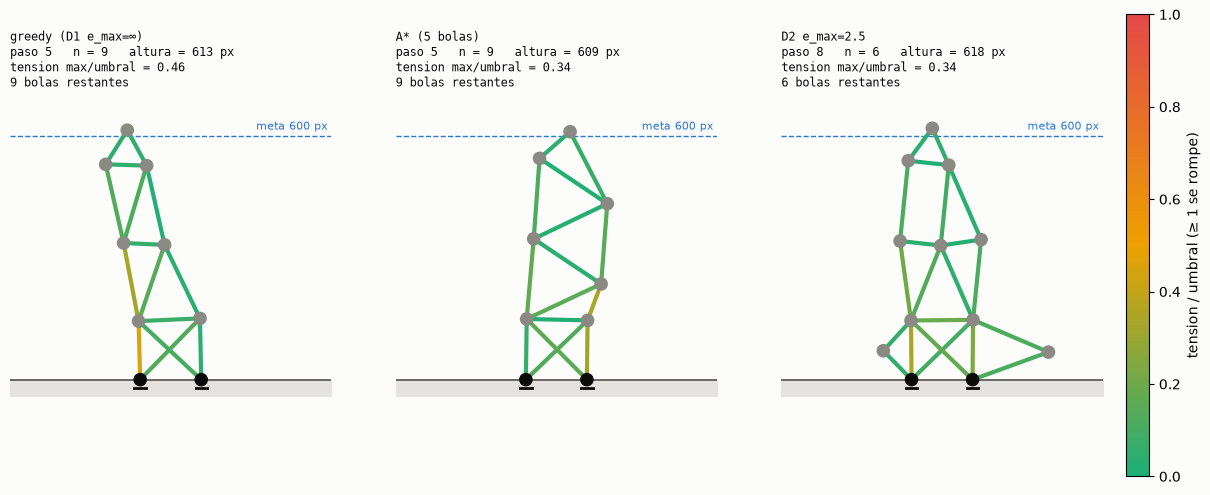 greedy (D1 e_max=∞)
paso 5   n = 9   altura = 613 px
tension max/umbral = 0.46
9 bolas restantes
meta 600 px
A* (5 bolas)
paso 5   n = 9   altura = 609 px
tension max/umbral = 0.34
9 bolas restantes
meta 600 px
D2 e_max=2.5
paso 8   n = 6   altura = 618 px
tension max/umbral = 0.34
6 bolas restantes
meta 600 px
1.0
0.8
0.6
0.4
0.2
0.0
tension / umbral (≥ 1 se rompe)